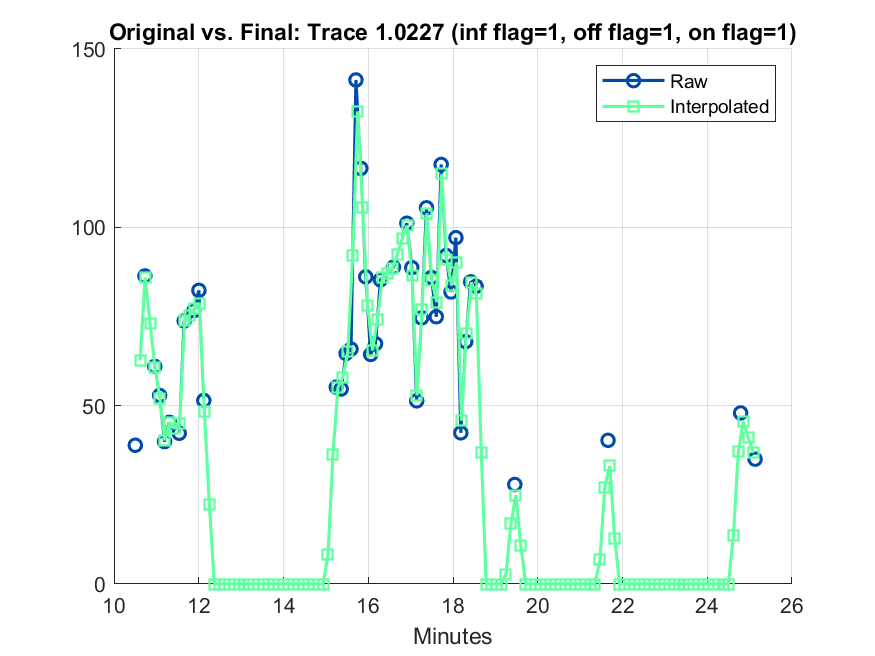 Original vs. Final: Trace 1.0227 (inf flag=1, off flag=1, on flag=1)
150
Raw
Interpolated
100
50
0
10 12 14 16 18 20 22 24 26
Minutes